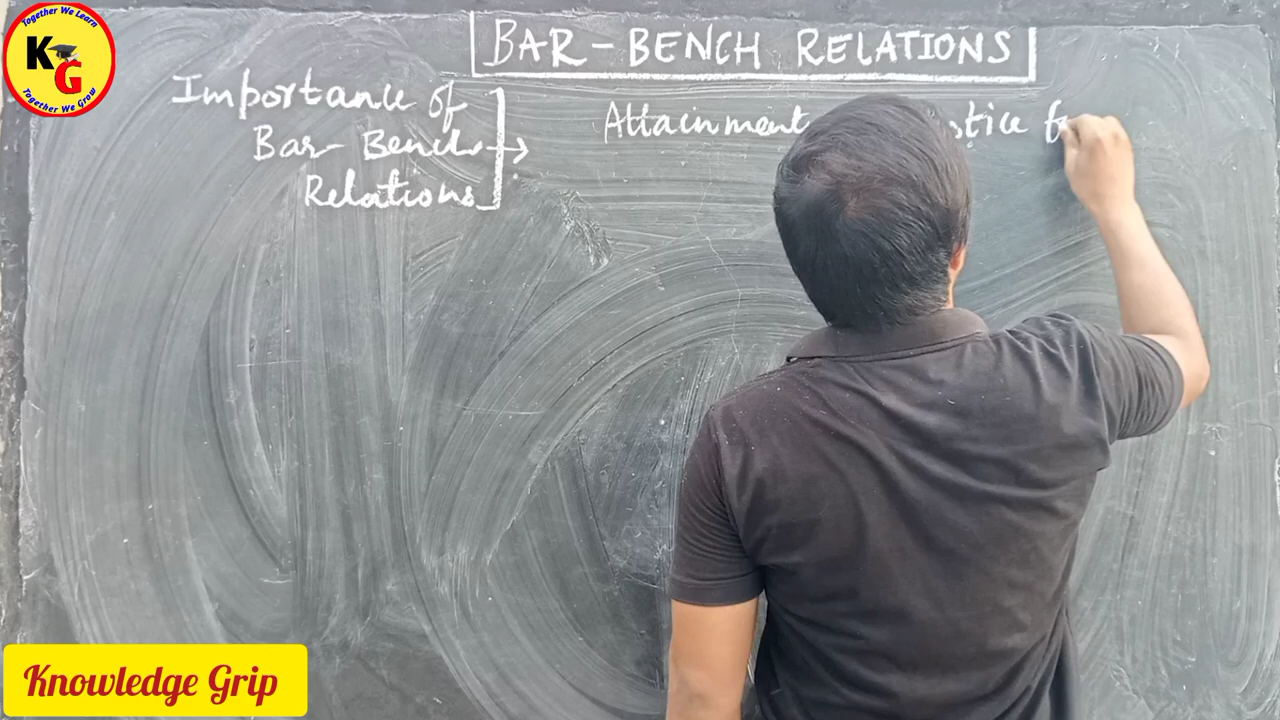 Together We Learn
KG
Together We Grow
BAR-BENCH RELATIONS
Importance of
Bar-Bench →
Relations
Attainment
Knowledge Grip